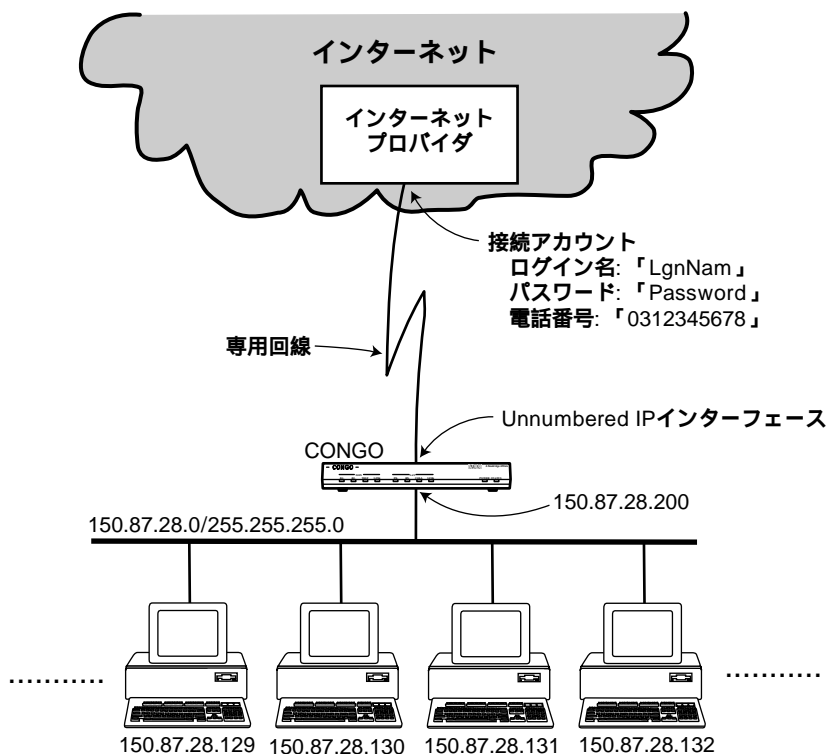 インターネット
インターネット
プロバイダ
接続アカウント
ログイン名: 「LgnNam」
パスワード: 「Password」
電話番号: 「0312345678」
専用回線
Unnumbered IPインターフェース
CONGO
- CONGO -
150.87.28.200
150.87.28.0/255.255.255.0
150.87.28.129
150.87.28.130
150.87.28.131
150.87.28.132